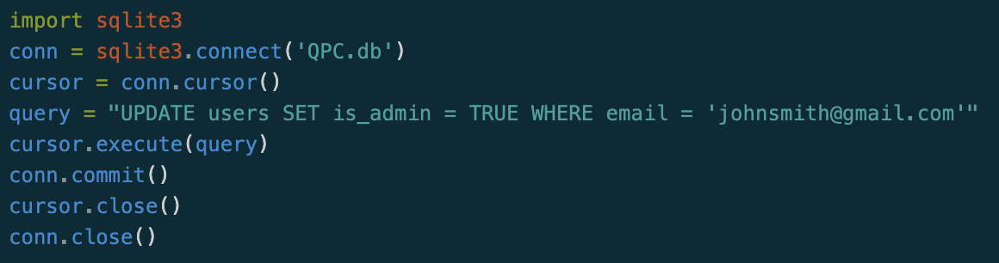 import sqlite3
conn = sqlite3.connect('QPC.db')
cursor = conn.cursor()
query = "UPDATE users SET is_admin = TRUE WHERE email = 'johnsmith@gmail.com'"
cursor.execute(query)
conn.commit()
cursor.close()
conn.close()